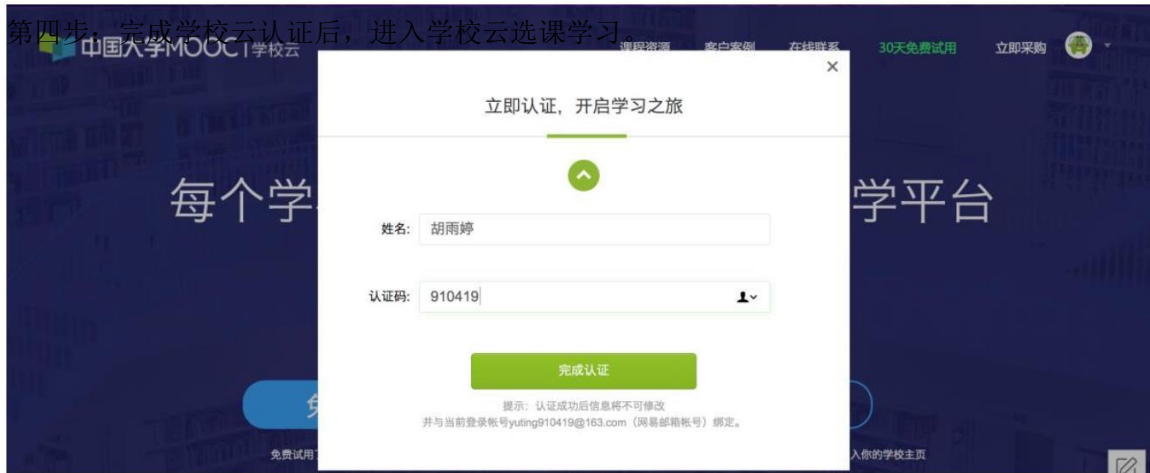 第四步：完成学校云认证后，进入学校云选课学习。
中国大学MOOC | 学校云
课程资源 客户案例 在线联系 30天免费试用 立即采购
立即认证，开启学习之旅
每个学
学平台
姓名: 胡雨婷
认证码: 910419
完成认证
提示：认证成功后信息将不可修改
并与当前登录帐号yuting910419@163.com（网易邮箱帐号）绑定。
免费试用
入你的学校主页